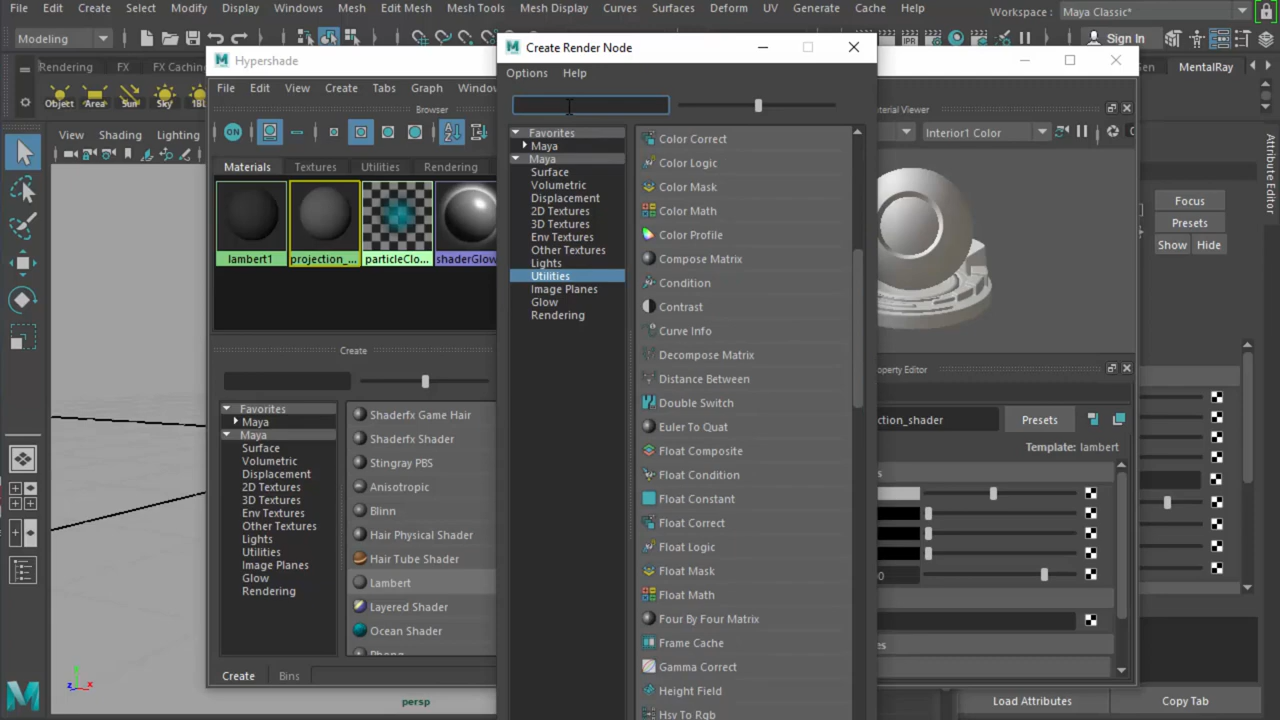 File Edit Create Select Modify Display Windows Mesh Edit Mesh Mesh Tools Mesh Display Curves Surfaces Deform UV Generate Cache Help Workspace : Maya Classic*
Modeling
Sign In
Hypershade
Create Render Node
Rendering FX FX Caching
MentalRay
Object Area Sun Sky
IPR
File Edit View Create Tabs Graph Window
Options Help
Browser
ON
View Shading Lighting
Interior1 Color
Materials Textures Utilities Rendering
lambert1 projection_... particleClo... shaderGlow
Favorites
Maya
Maya
Surface
Volumetric
Displacement
2D Textures
3D Textures
Env Textures
Other Textures
Lights
Utilities
Image Planes
Glow
Rendering
Color Correct
Color Logic
Color Mask
Color Math
Color Profile
Compose Matrix
Condition
Contrast
Curve Info
Decompose Matrix
Distance Between
Double Switch
Euler To Quat
Float Composite
Float Condition
Float Constant
Float Correct
Float Logic
Float Mask
Float Math
Four By Four Matrix
Frame Cache
Gamma Correct
Height Field
Hsv To Rgb
Create
Favorites
Maya
Maya
Surface
Volumetric
Displacement
2D Textures
3D Textures
Env Textures
Other Textures
Lights
Utilities
Image Planes
Glow
Rendering
Shaderfx Game Hair
Shaderfx Shader
Stingray PBS
Anisotropic
Blinn
Hair Physical Shader
Hair Tube Shader
Lambert
Layered Shader
Ocean Shader
Phong
Create Bins
persp
z x
aterial Viewer
operty Editor
ction_shader
Presets
Template: lambert
Focus
Presets
Show Hide
Attribute Editor
Load Attributes
Copy Tab